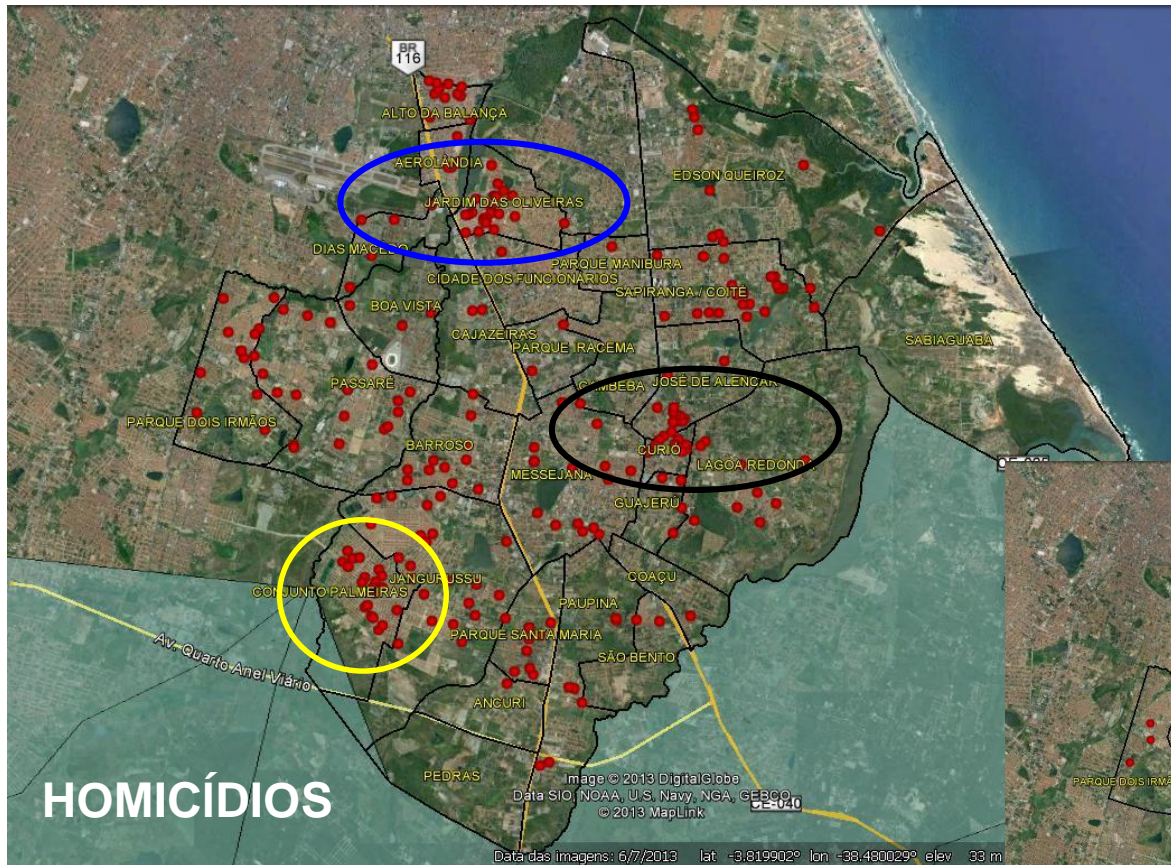 BR
116
ALTO DA BALANÇA
AEROLÂNDIA
EDSON QUEIROZ
JARDIM DAS OLIVEIRAS
DIAS MACEDO
PARQUE MANIBURA
CIDADE DOS FUNCIONÁRIOS
SAPIRANGA / COITÉ
BOA VISTA
CAJAZEIRAS
PARQUE IRACEMA
SABIAGUABA
PASSARÉ
CAMBEBA
JOSÉ DE ALENCAR
PARQUE DOIS IRMÃOS
BARROSO
CURIÓ
LAGOA REDONDA
MESSEJANA
GUAJERÚ
JANGURUSSU
CONJUNTO PALMEIRAS
COAÇU
PAUPINA
PARQUE SANTA MARIA
SÃO BENTO
Av. Quarto Anel Viário
ANCURI
PEDRAS
PARQUE DOIS IRMÃ
HOMICÍDIOS
Image © 2013 DigitalGlobe
Data SIO, NOAA, U.S. Navy, NGA, GEBCO
© 2013 MapLink
CE-040
Data das imagens: 6/7/2013 lat -3.819902° lon -38.480029° elev 33 m